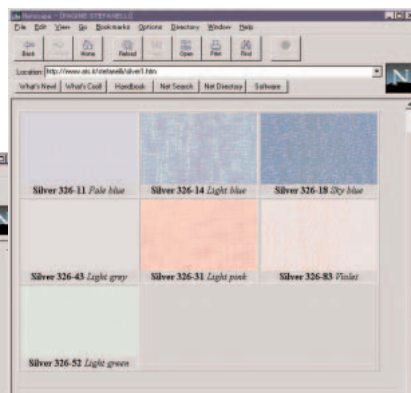 Netscape - [ENGINE STEFANELLI]
File Edit View Go Bookmarks Options Directory Window Help
Back Home Reload Open Print Find
Location: http://www.ats.it/stefanelli/silver1.htm
What's New! What's Cool! Handbook Net Search Net Directory Software
N
Silver 326-11 Pale blue Silver 326-14 Light blue Silver 326-18 Sky blue
Silver 326-43 Light grey Silver 326-31 Light pink Silver 326-83 Violet
Silver 326-52 Light green